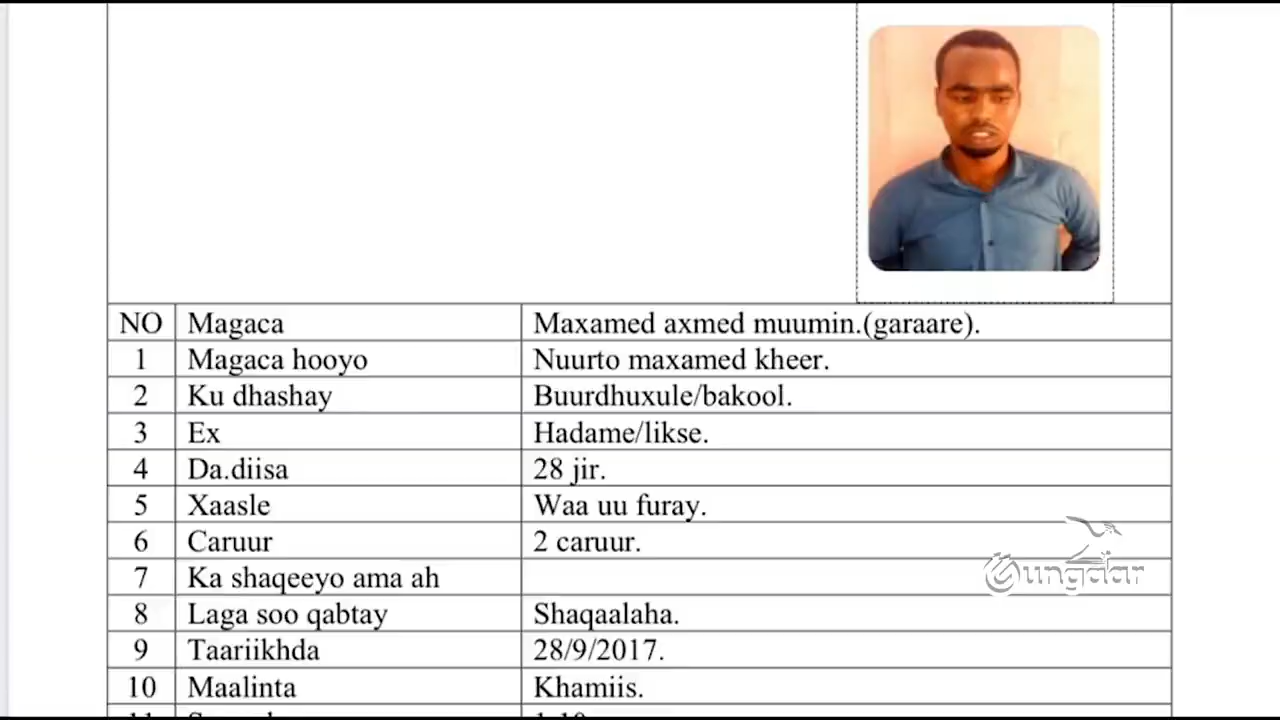 NO Magaca Maxamed axmed muumin.(garaare).
1 Magaca hooyo Nuurto maxamed kheer.
2 Ku dhashay Buurdhuxule/bakool.
3 Ex Hadame/likse.
4 Da.diisa 28 jir.
5 Xaasle Waa uu furay.
6 Caruur 2 caruur.
7 Ka shaqeeyo ama ah
8 Laga soo qabtay Shaqaalaha.
9 Taariikhda 28/9/2017.
10 Maalinta Khamiis.